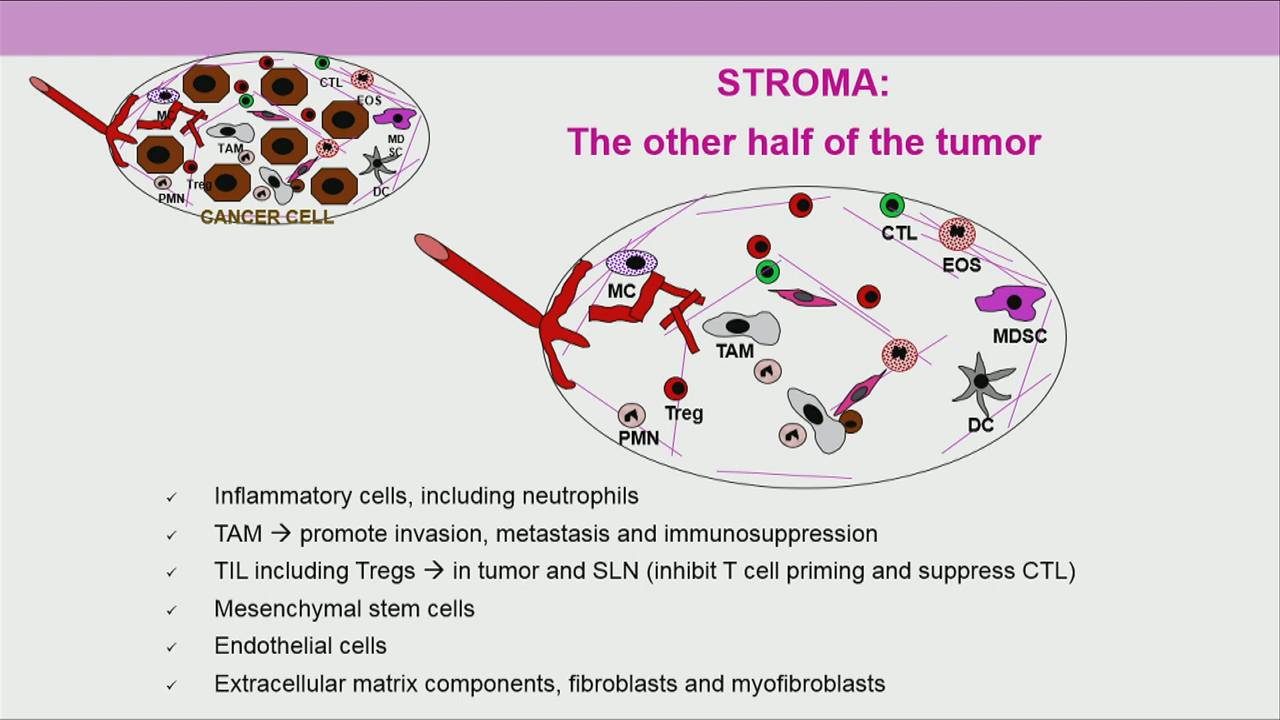 STROMA:
The other half of the tumor
CTL
EOS
MC
TAM
MD
SC
Treg
DC
PMN
CANCER CELL
CTL
EOS
MC
MDSC
TAM
Treg
DC
PMN
✓ Inflammatory cells, including neutrophils
✓ TAM → promote invasion, metastasis and immunosuppression
✓ TIL including Tregs → in tumor and SLN (inhibit T cell priming and suppress CTL)
✓ Mesenchymal stem cells
✓ Endothelial cells
✓ Extracellular matrix components, fibroblasts and myofibroblasts